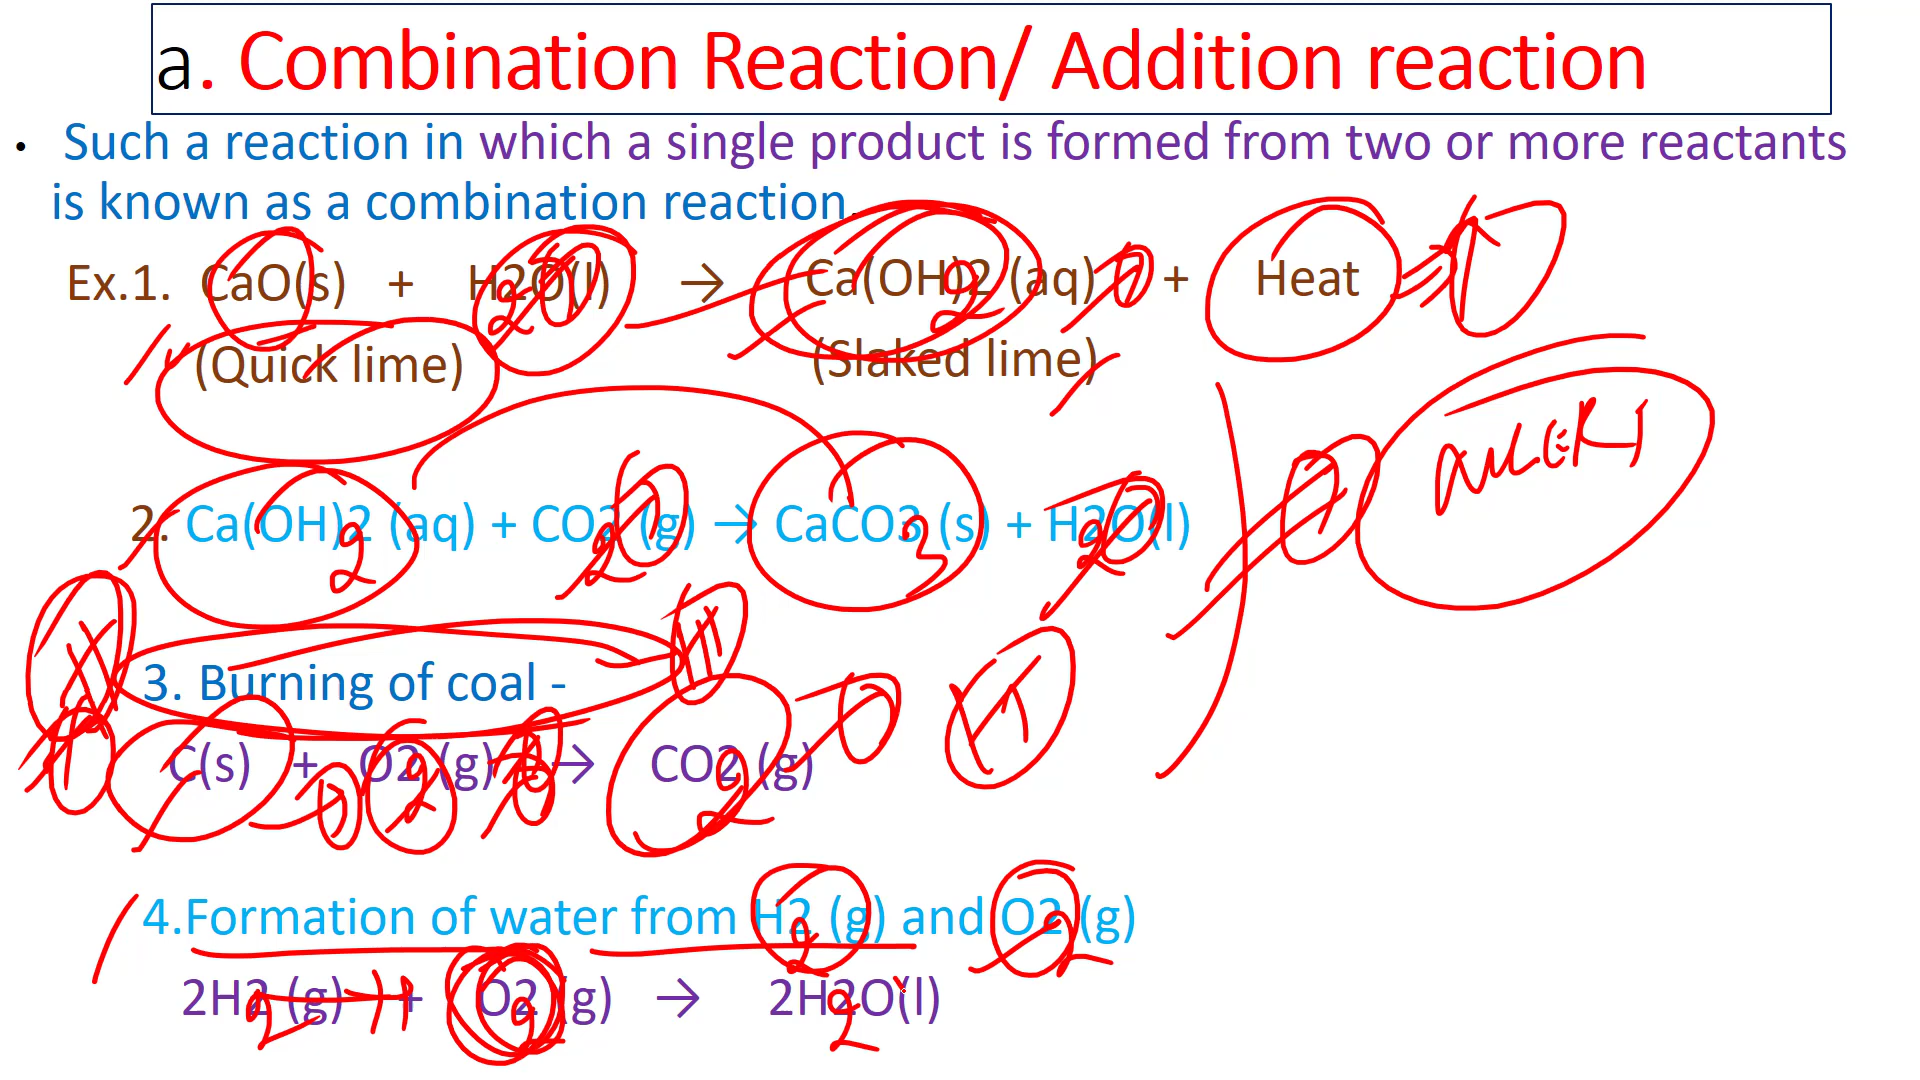 a. Combination Reaction/ Addition reaction
• Such a reaction in which a single product is formed from two or more reactants
is known as a combination reaction.
Ex.1. CaO(s) + H2O(l) → Ca(OH)2 (aq) + Heat
(Quick lime) (Slaked lime)
2. Ca(OH)2 (aq) + CO2 (g) → CaCO3 (s) + H2O(l)
3. Burning of coal -
C(s) + O2 (g) → CO2 (g)
4.Formation of water from H2 (g) and O2 (g)
2H2 (g) + O2 (g) → 2H2O(l)